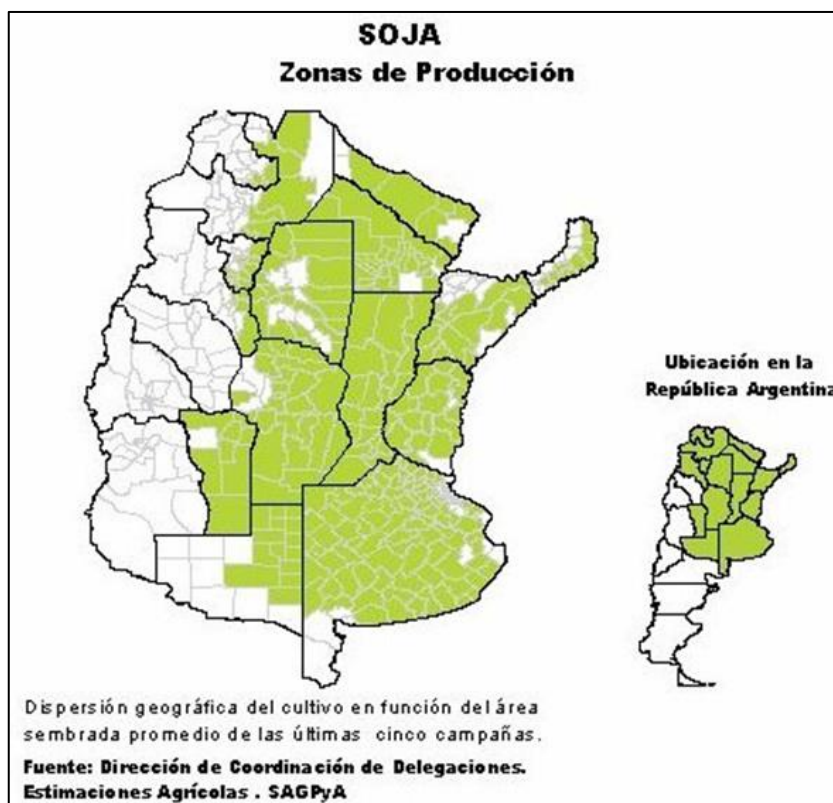 SOJA
Zonas de Producción
Ubicación en la
República Argentina
Dispersión geográfica del cultivo en función del área
sembrada promedio de las últimas cinco campañas.
Fuente: Dirección de Coordinación de Delegaciones.
Estimaciones Agrícolas . SAGPyA